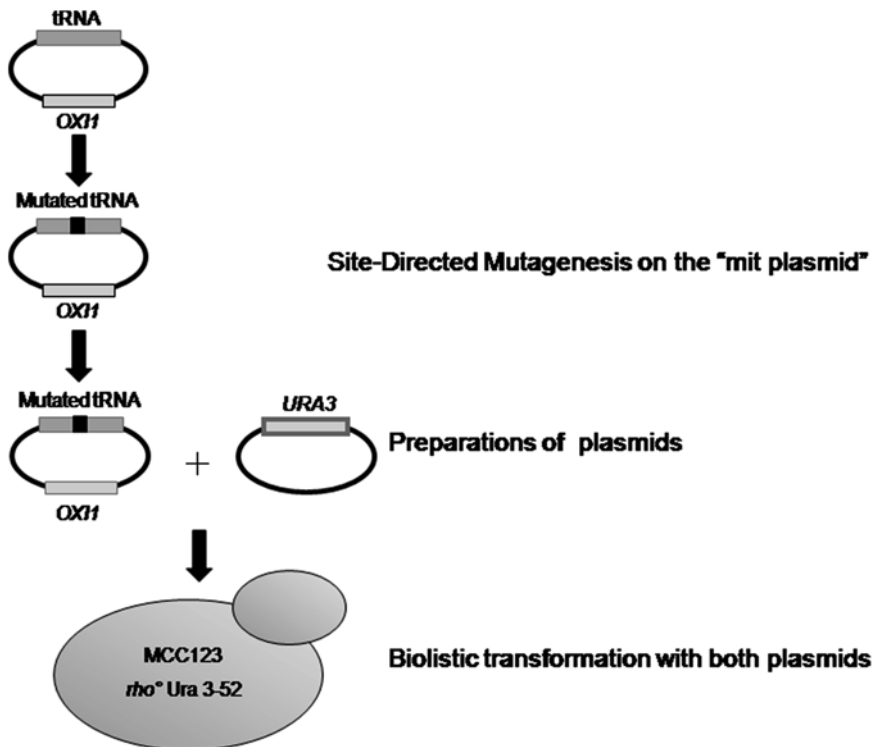 tRNA
OXI1
Mutated tRNA
Site-Directed Mutagenesis on the “mit plasmid”
OXI1
Mutated tRNA
URA3
+
Preparations of plasmids
OXI1
MCC123
rho° Ura 3-52
Biolistic transformation with both plasmids